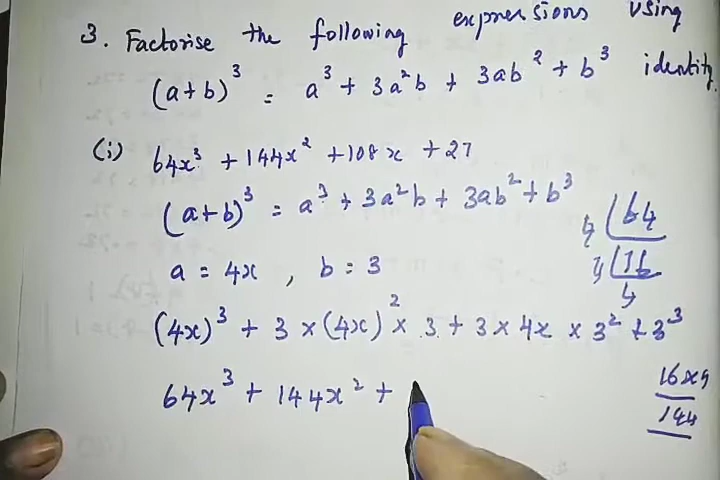 3. Factorise the following expressions using identity.
(a+b)³ = a³ + 3a²b + 3ab² + b³
(i) 64x³ + 144x² + 108x + 27
(a+b)³ = a³ + 3a²b + 3ab² + b³
a = 4x , b = 3
(4x)³ + 3 × (4x)² × 3 + 3 × 4x × 3² + 3³
64x³ + 144x² +
4 64
4 16
4
16×9
144